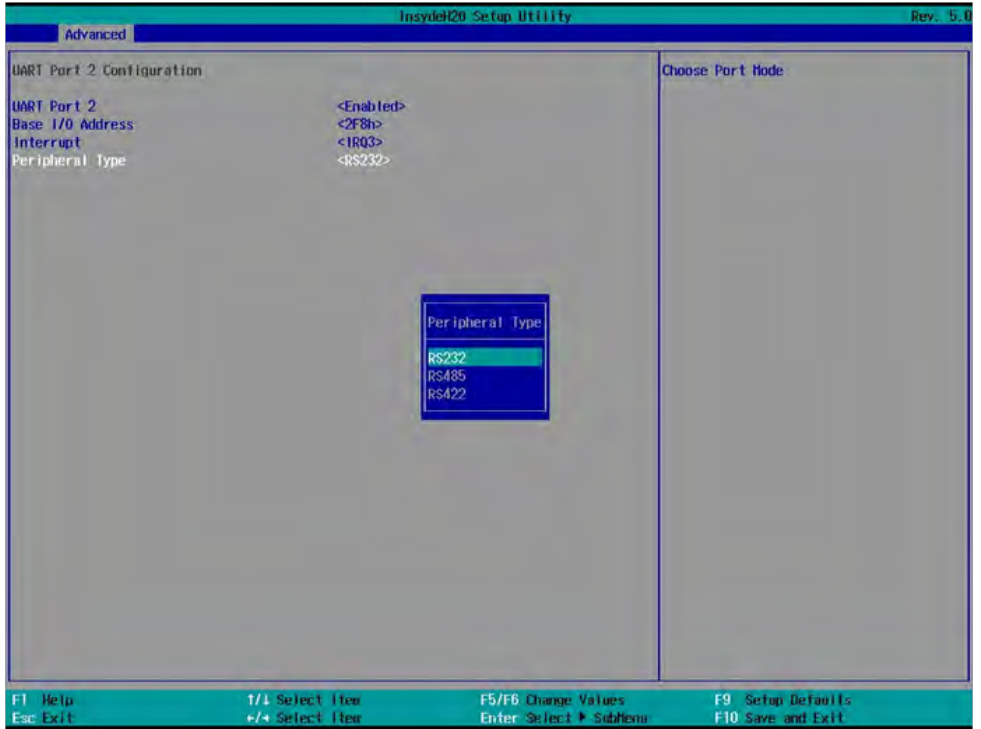 InsydeH20 Setup Utility Rev. 5.0
Advanced
UART Port 2 Configuration
Choose Port Mode
UART Port 2 <Enabled>
Base I/O Address <2F8h>
Interrupt <IRQ3>
Peripheral Type <RS232>
Peripheral Type
RS232
RS485
RS422
F1 Help ↑/↓ Select Item F5/F6 Change Values F9 Setup Defaults
Esc Exit ←/→ Select Item Enter Select ▶ SubMenu F10 Save and Exit